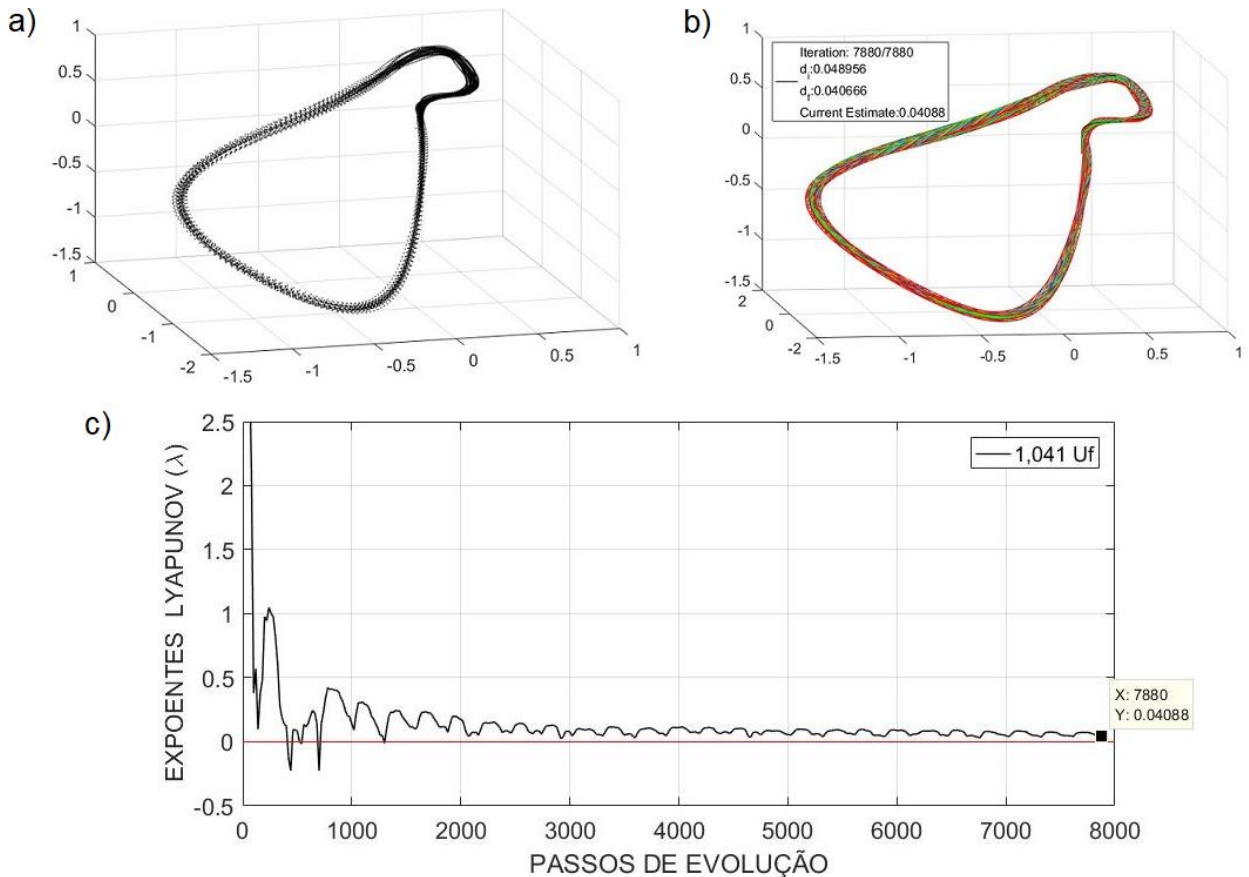 a)
1
0.5
0
-0.5
-1
-1.5
1
0
-1
-2
-1.5
-1
-0.5
0
0.5
1
b)
1
0.5
0
-0.5
-1
-1.5
2
0
-2
-1.5
-1
-0.5
0
0.5
1
Iteration: 7880/7880
di:0.048956
df:0.040666
Current Estimate:0.04088
c)
EXPOENTES LYAPUNOV (λ)
2.5
2
1.5
1
0.5
0
-0.5
1,041 Uf
X: 7880
Y: 0.04088
0 1000 2000 3000 4000 5000 6000 7000 8000
PASSOS DE EVOLUÇÃO